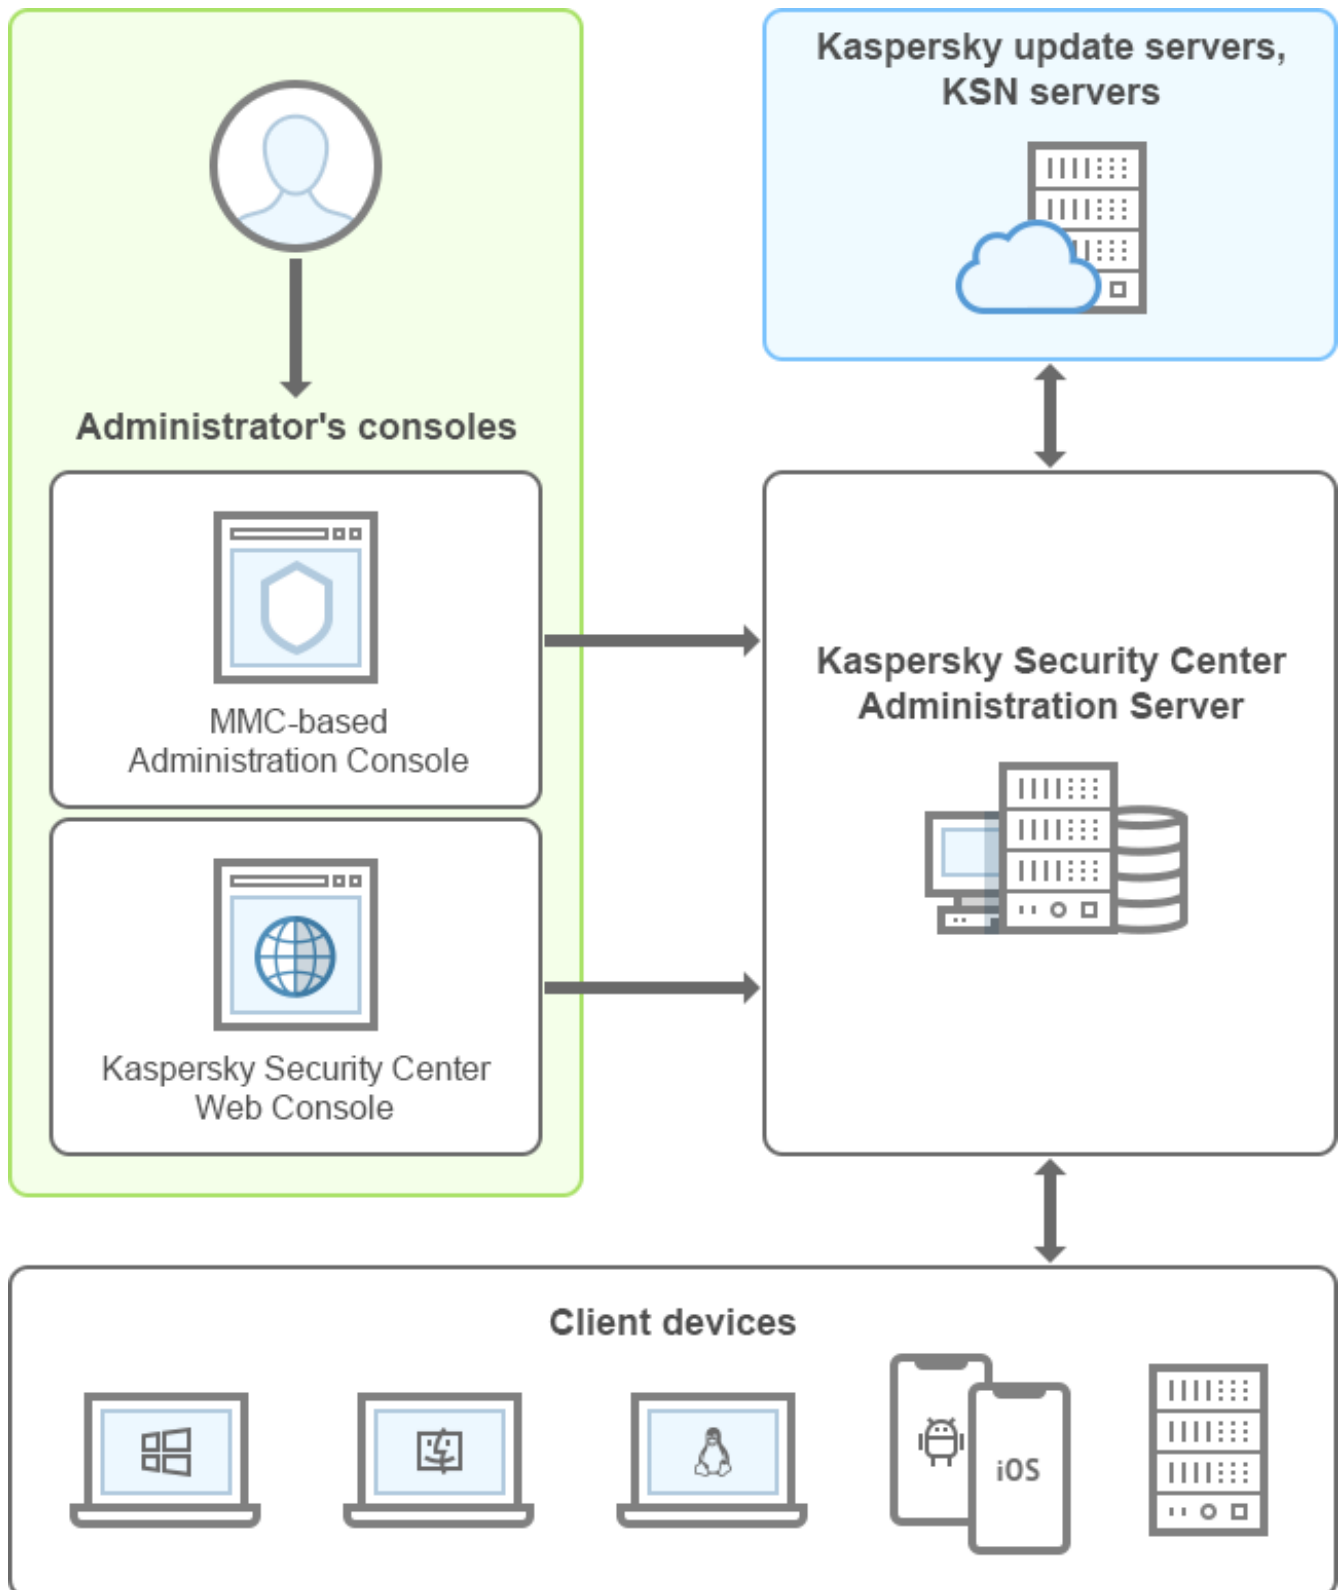 Kaspersky update servers,
KSN servers
Administrator's consoles
MMC-based
Administration Console
Kaspersky Security Center
Administration Server
Kaspersky Security Center
Web Console
Client devices
iOS